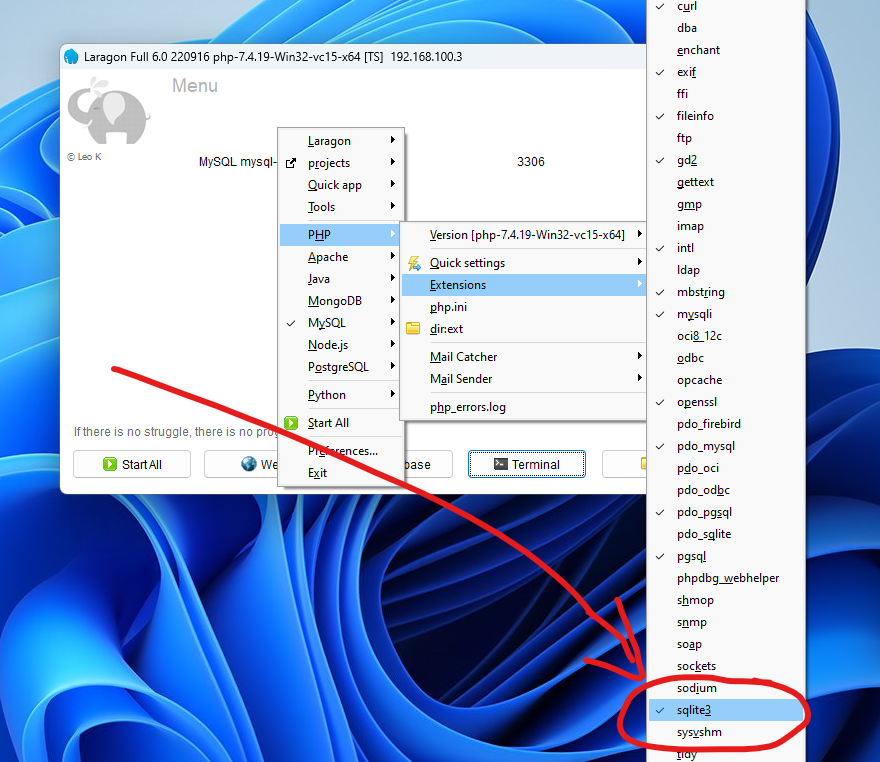 Laragon Full 6.0 220916 php-7.4.19-Win32-vc15-x64 [TS] 192.168.100.3
Menu
© Leo K
MySQL mysql-
3306
If there is no struggle, there is no
Start All
Terminal
Laragon
projects
Quick app
Tools
PHP
Apache
Java
MongoDB
MySQL
Node.js
PostgreSQL
Python
Start All
Preferences...
Exit
Version [php-7.4.19-Win32-vc15-x64]
Quick settings
Extensions
php.ini
dir:ext
Mail Catcher
Mail Sender
php_errors.log
curl
dba
enchant
exif
ffi
fileinfo
ftp
gd2
gettext
gmp
imap
intl
ldap
mbstring
mysqli
oci8_12c
odbc
opcache
openssl
pdo_firebird
pdo_mysql
pdo_oci
pdo_odbc
pdo_pgsql
pdo_sqlite
pgsql
phpdbg_webhelper
shmop
snmp
soap
sockets
sodium
sqlite3
sysvshm
tidy